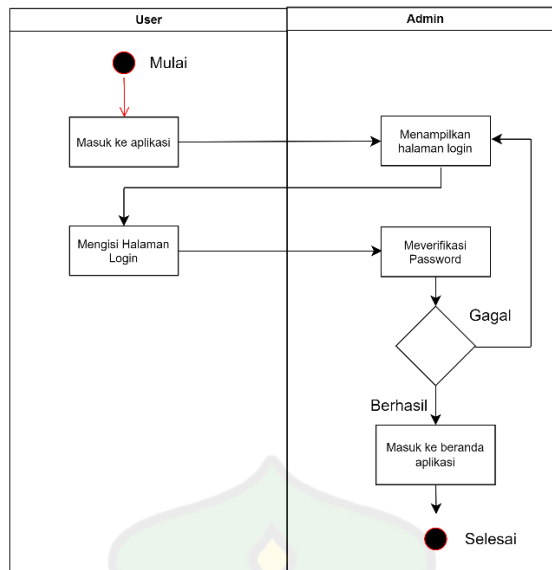 User
Admin
Mulai
Masuk ke aplikasi
Menampilkan
halaman login
Mengisi Halaman
Login
Meverifikasi
Password
Gagal
Berhasil
Masuk ke beranda
aplikasi
Selesai